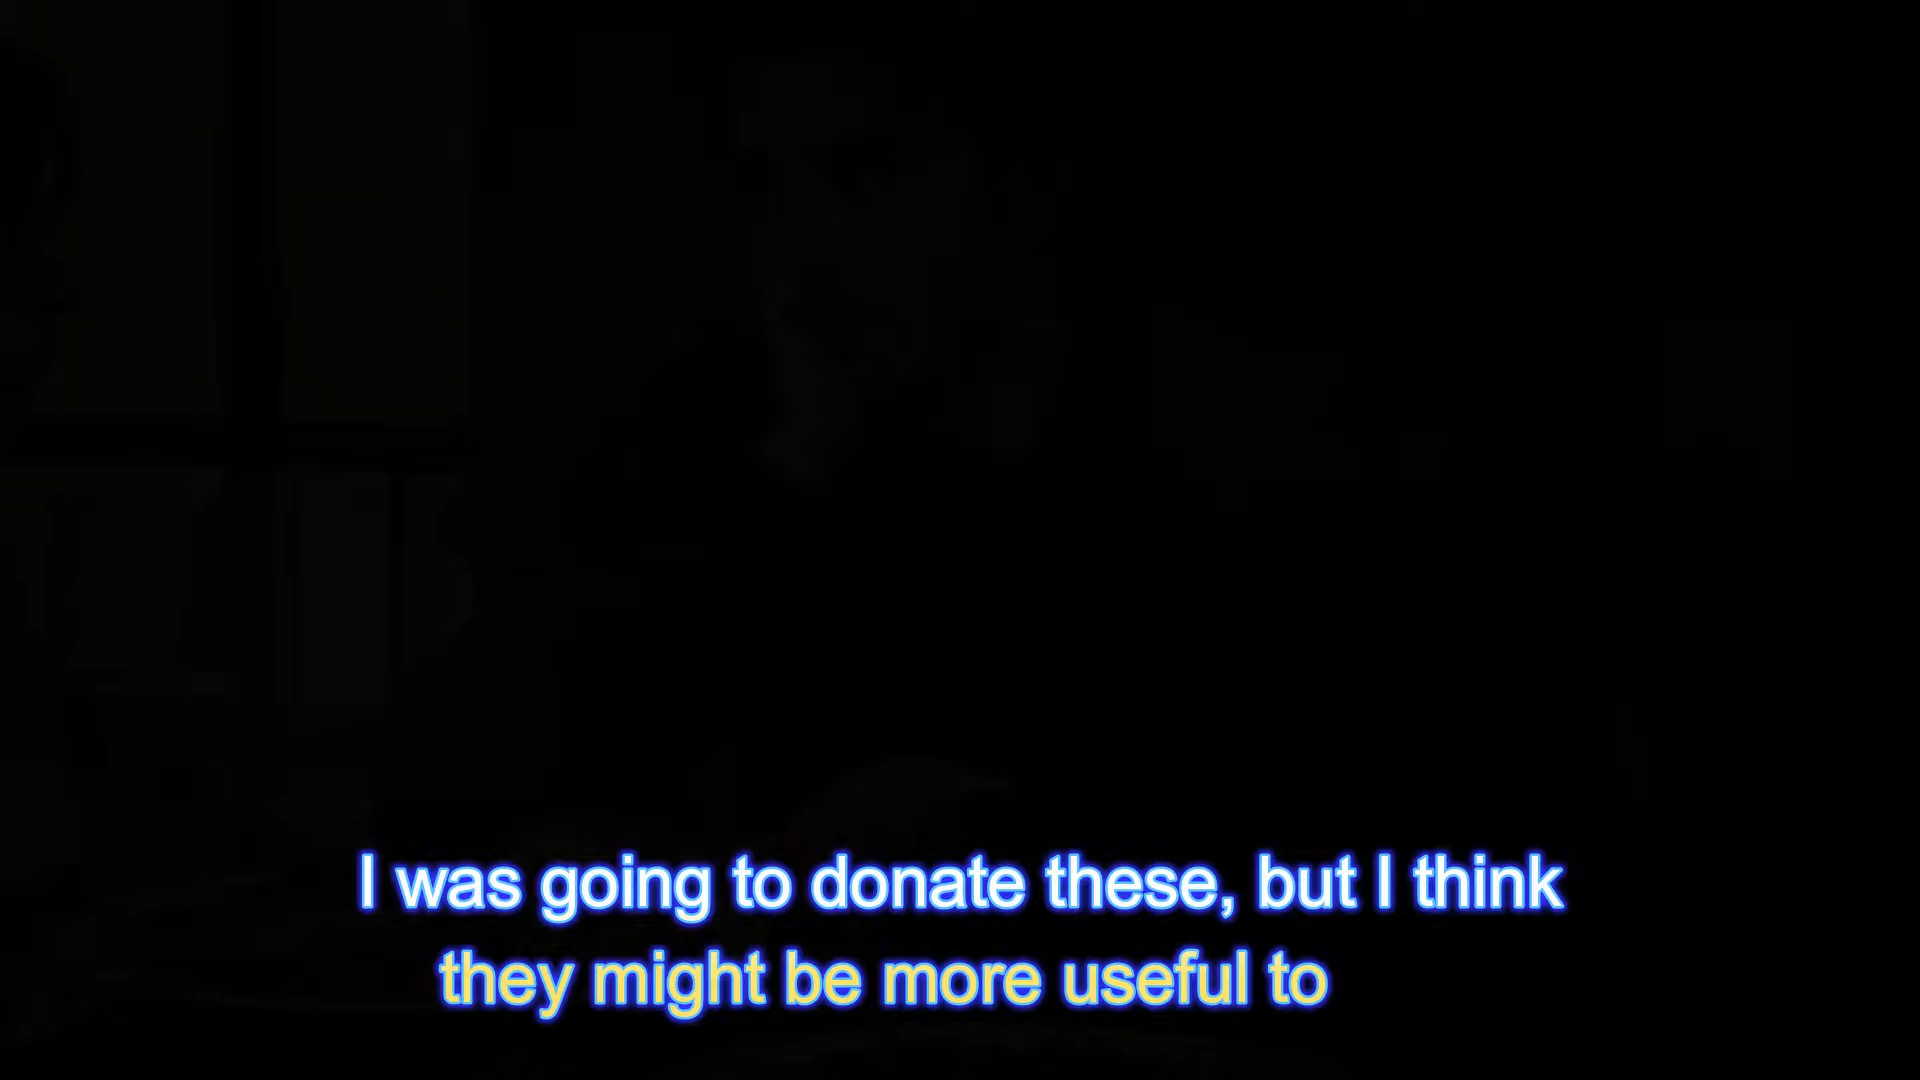 I was going to donate these, but I think
they might be more useful to